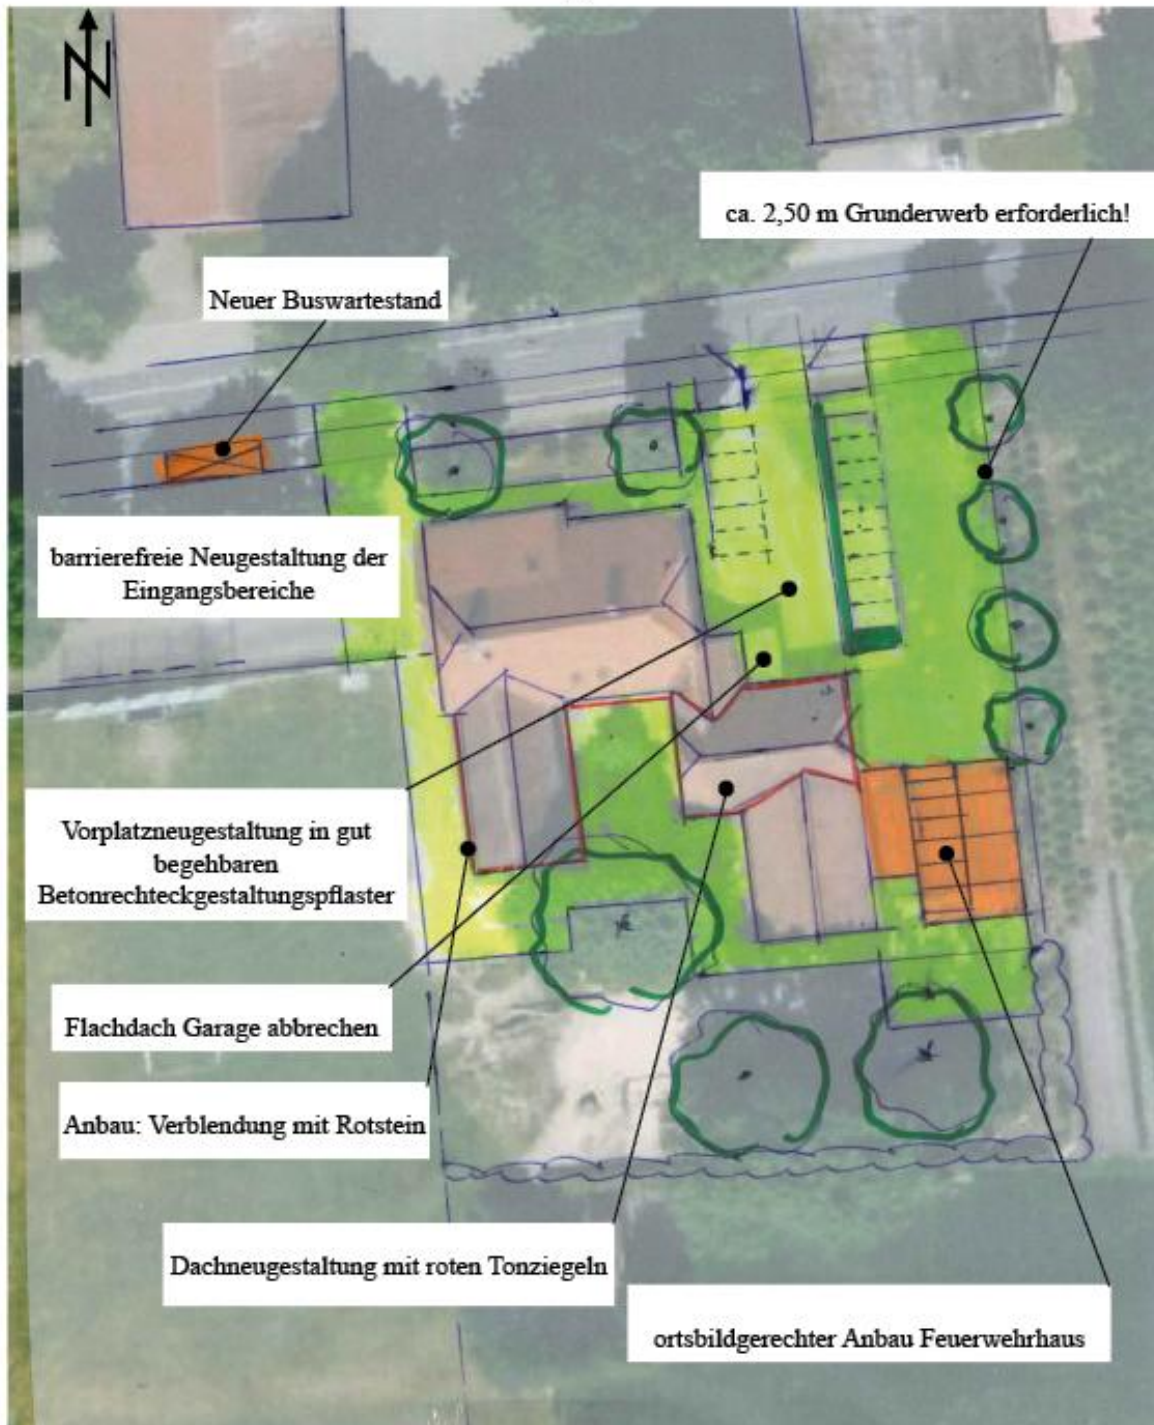 N
ca. 2,50 m Grunderwerb erforderlich!
Neuer Buswartestand
barrierefreie Neugestaltung der
Eingangsbereiche
Vorplatzneugestaltung in gut
begehbaren
Betonrechteckgestaltungspflaster
Flachdach Garage abbrechen
Anbau: Verblendung mit Rotstein
Dachneugestaltung mit roten Tonziegeln
ortsbildgerechter Anbau Feuerwehrhaus